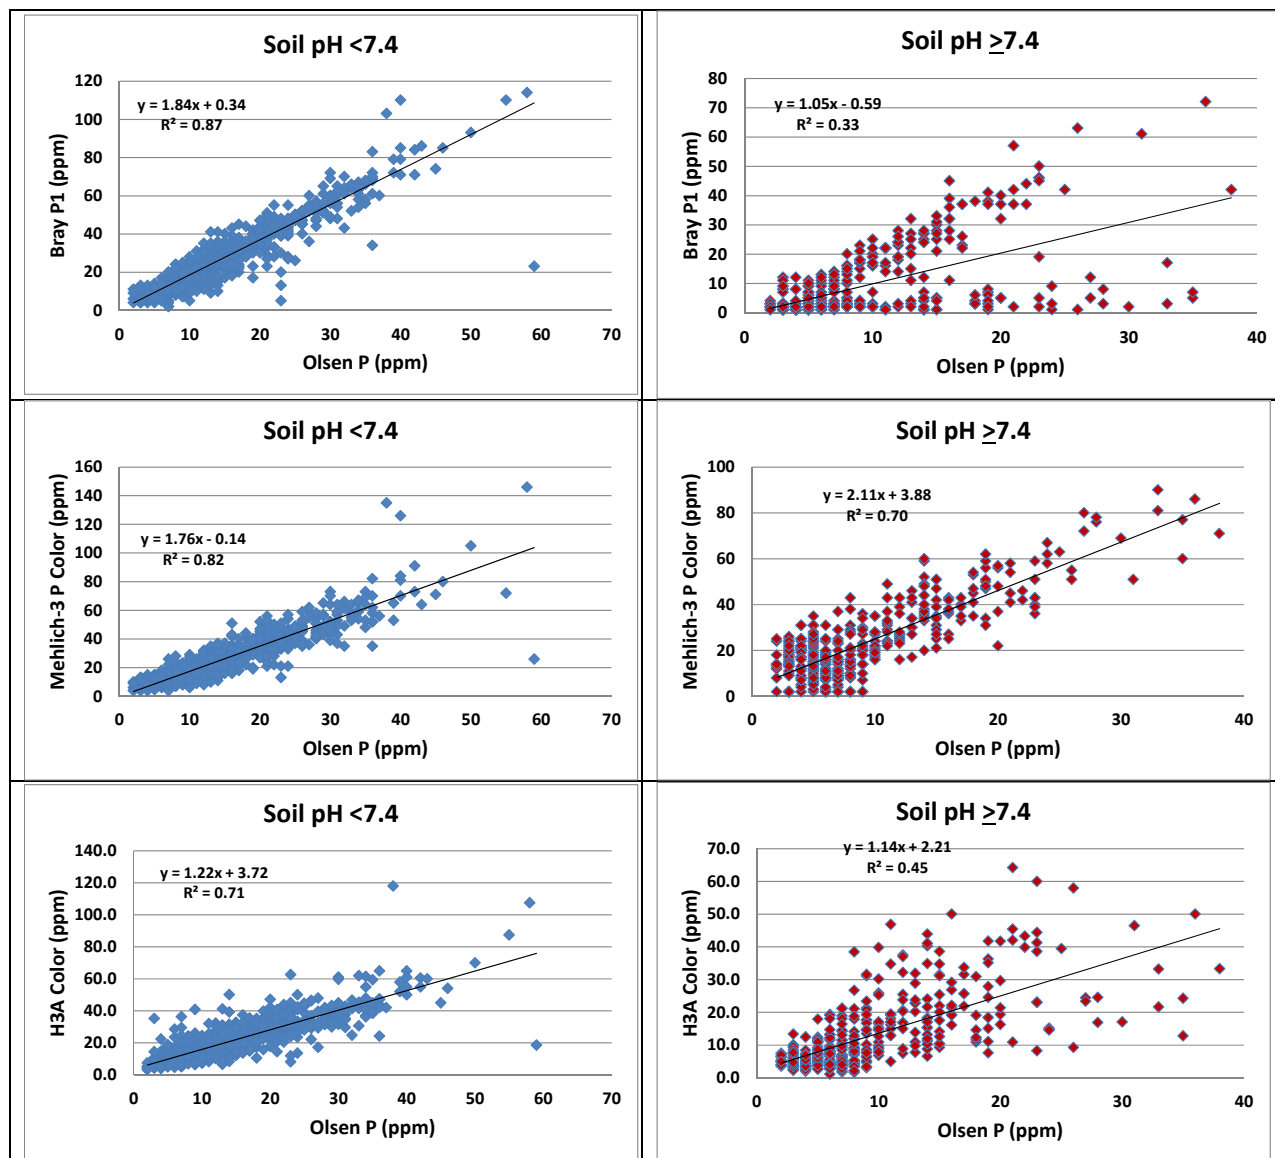 Soil pH <7.4
y = 1.84x + 0.34
R² = 0.87
Bray P1 (ppm)
120
100
80
60
40
20
0
0 10 20 30 40 50 60 70
Olsen P (ppm)
Soil pH ≥7.4
y = 1.05x - 0.59
R² = 0.33
Bray P1 (ppm)
80
70
60
50
40
30
20
10
0
0 10 20 30 40
Olsen P (ppm)
Soil pH <7.4
y = 1.76x - 0.14
R² = 0.82
Mehlich-3 P Color (ppm)
160
140
120
100
80
60
40
20
0
0 10 20 30 40 50 60 70
Olsen P (ppm)
Soil pH ≥7.4
y = 2.11x + 3.88
R² = 0.70
Mehlich-3 P Color (ppm)
100
80
60
40
20
0
0 10 20 30 40
Olsen P (ppm)
Soil pH <7.4
y = 1.22x + 3.72
R² = 0.71
H3A Color (ppm)
140.0
120.0
100.0
80.0
60.0
40.0
20.0
0.0
0 10 20 30 40 50 60 70
Olsen P (ppm)
Soil pH ≥7.4
y = 1.14x + 2.21
R² = 0.45
H3A Color (ppm)
70.0
60.0
50.0
40.0
30.0
20.0
10.0
0.0
0 10 20 30 40
Olsen P (ppm)